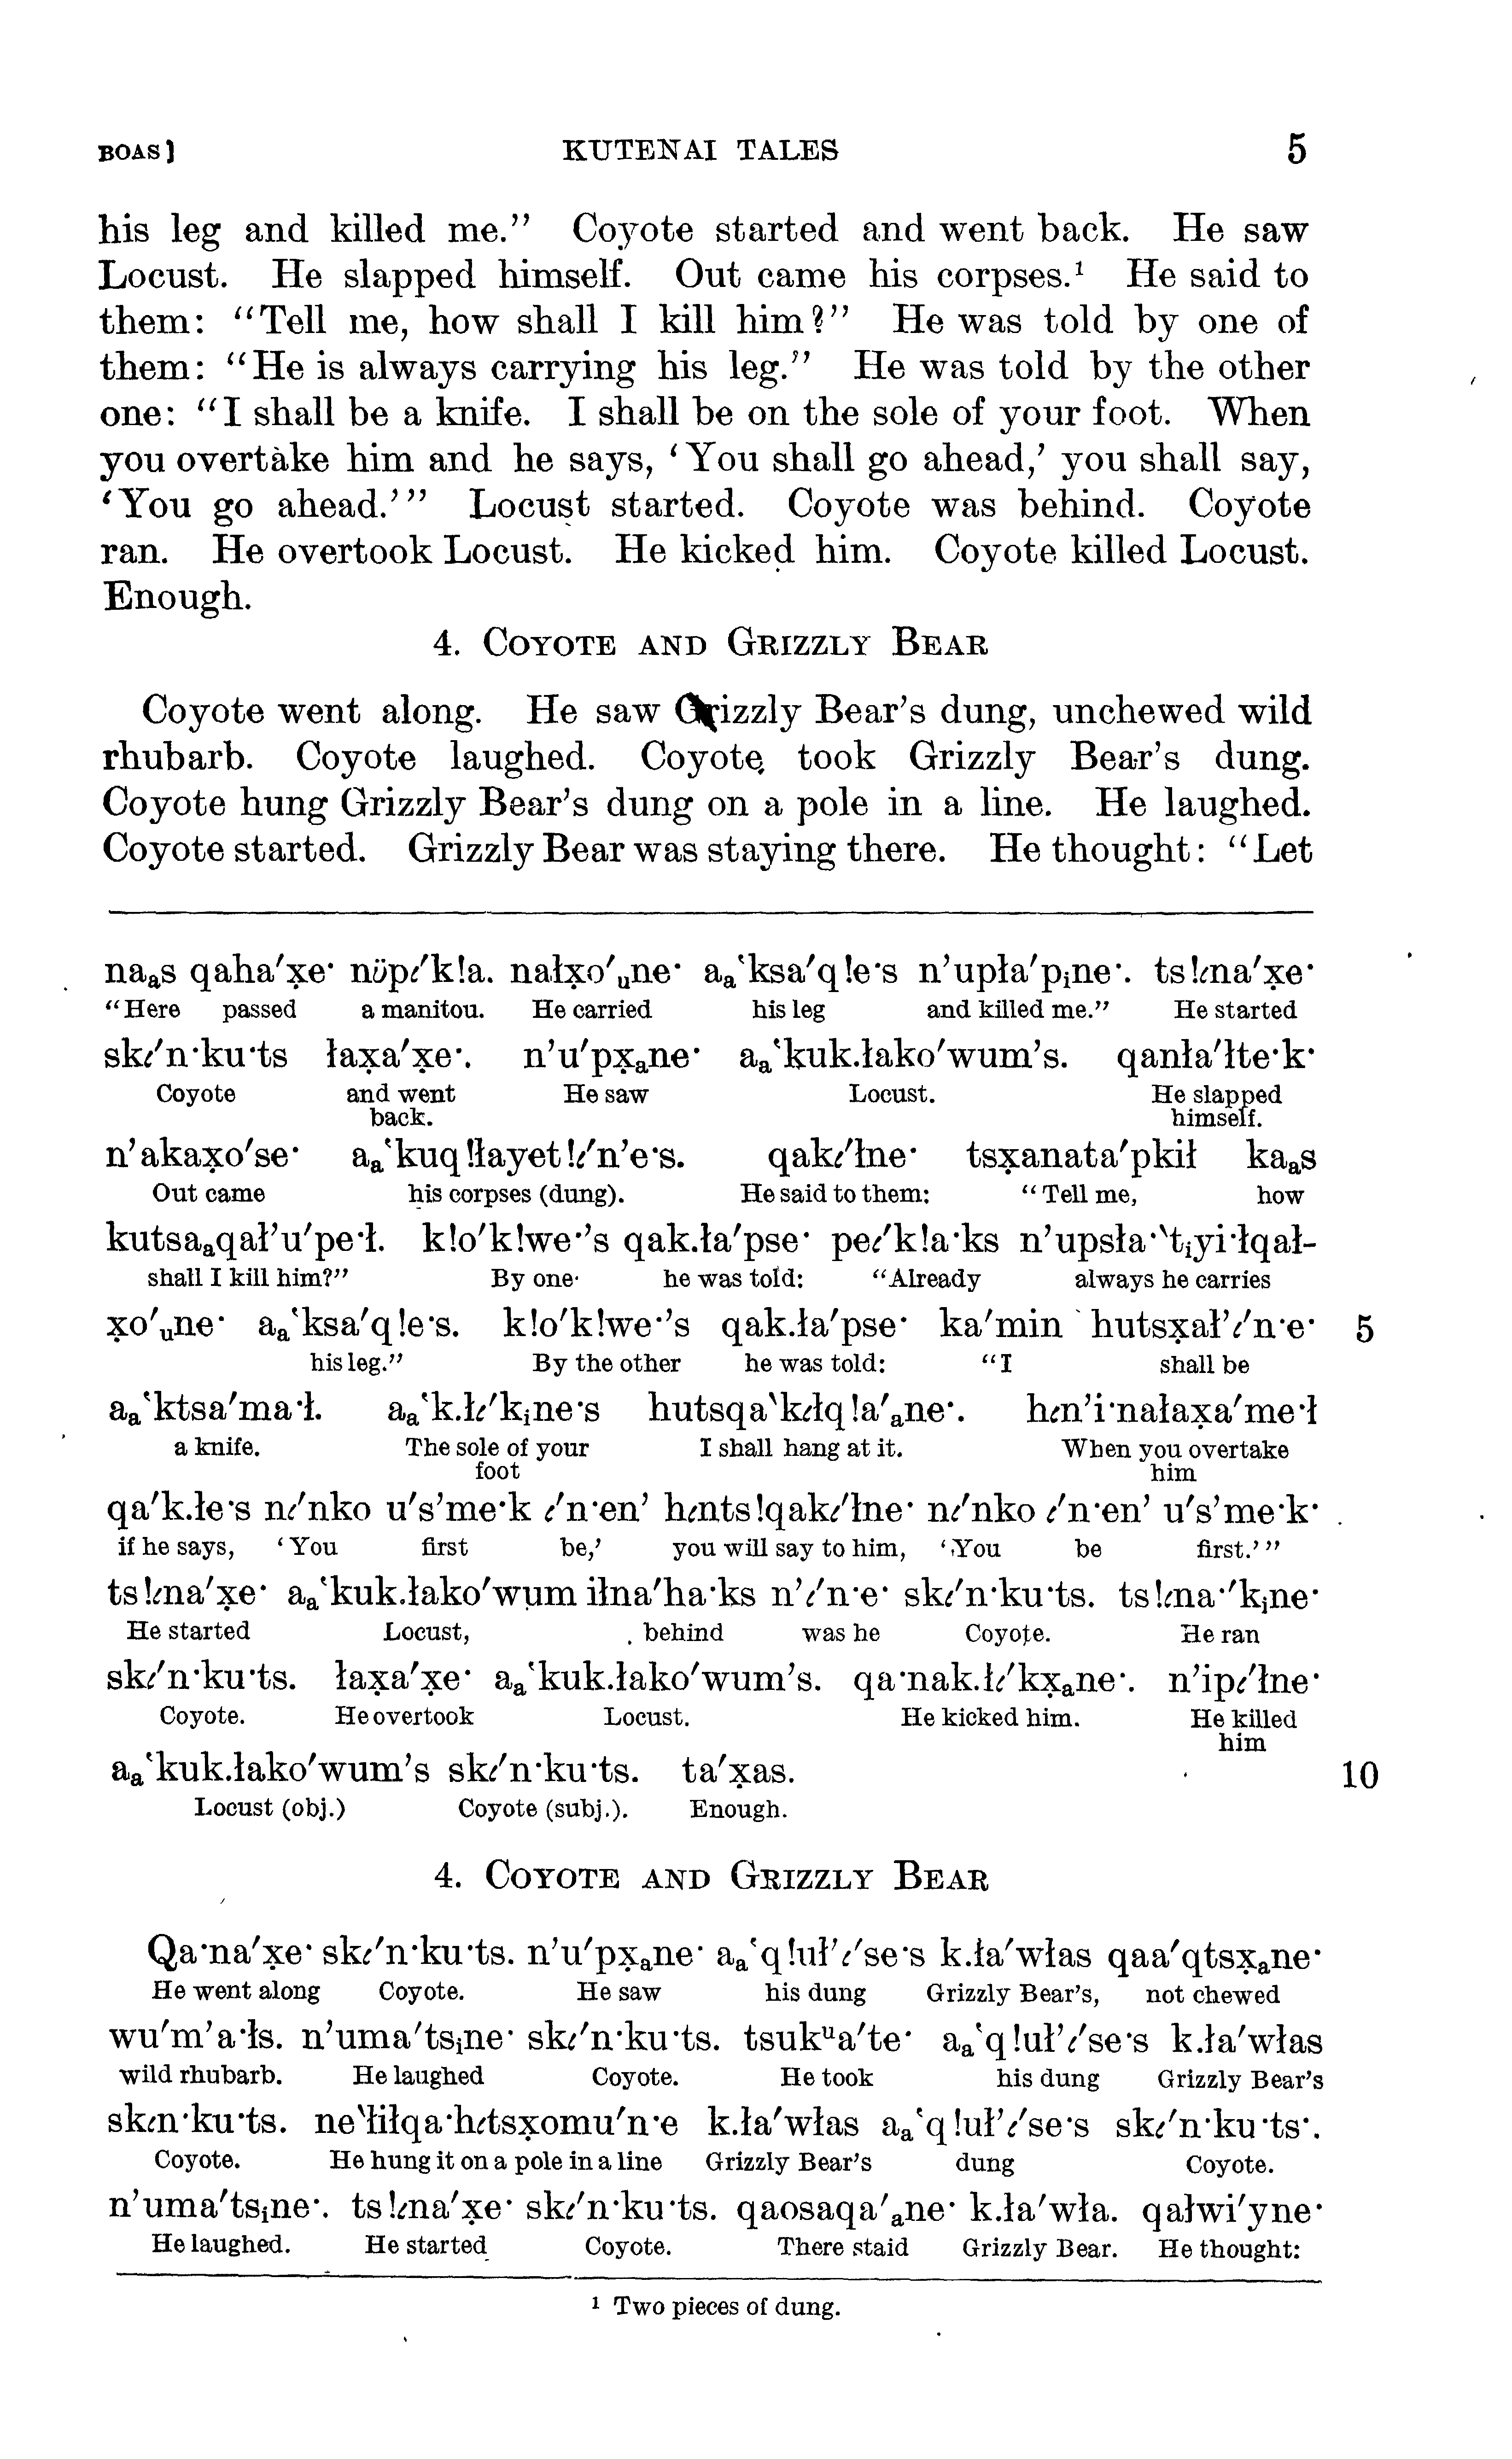 BOAS] KUTENAI TALES 5
his leg and killed me.” Coyote started and went back. He saw
Locust. He slapped himself. Out came his corpses.¹ He said to
them: “Tell me, how shall I kill him?” He was told by one of
them: “He is always carrying his leg.” He was told by the other
one: “I shall be a knife. I shall be on the sole of your foot. When
you overtake him and he says, ‘You shall go ahead,’ you shall say,
‘You go ahead.’” Locust started. Coyote was behind. Coyote
ran. He overtook Locust. He kicked him. Coyote killed Locust.
Enough.
4. COYOTE AND GRIZZLY BEAR
Coyote went along. He saw Grizzly Bear’s dung, unchewed wild
rhubarb. Coyote laughed. Coyote took Grizzly Bear’s dung.
Coyote hung Grizzly Bear’s dung on a pole in a line. He laughed.
Coyote started. Grizzly Bear was staying there. He thought: “Let
naₐs qaha′x̣e· nü̱pɩ′k!a. nałx̣o′ᵤne· aₐ‛ksa′q!e·s n’upła′pᵢne·. ts!ɩna′x̣e·
“Here passed a manitou. He carried his leg and killed me.” He started
skɩ′n·ku·ts łax̣a′x̣e·. n’u′px̣ₐne· aₐ‛kuk.łako′wum’s. qanła′łte·k·
Coyote and went He saw Locust. He slapped
back. himself.
n’akax̣o′se· aₐ‛kuq!łayet!ɩ′n’e·s. qakɩ′łne· tsx̣anata′pkił kaₐs
Out came his corpses (dung). He said to them: “Tell me, how
kutsaₐqał’u′pe·ł. k!o′k!we·’s qak.ła′pse· peɩ′k!a·ks n’upsła·‵tᵢyi·łqał-
shall I kill him?” By one he was told: “Already always he carries
x̣o′ᵤne· aₐ‛ksa′q!e·s. k!o′k!we·’s qak.ła′pse· ka′min hutsx̣ał’ɩ′n·e· 5
his leg.” By the other he was told: “I shall be
aₐ‛ktsa′ma·ł. aₐ‛k.łɩ′kᵢne·s hutsqa‵kɩłq!a′ₐne·. hɩn’i·nałax̣a′me·ł
a knife. The sole of your I shall hang at it. When you overtake
foot him
qa′k.łe·s nɩ′nko u′s’me·k ɩ′n·en’ hɩnts!qakɩ′łne· nɩ′nko ɩ′n·en’ u′s’me·k·
if he says, ‘You first be,’ you will say to him, ‘You be first.’”
ts!ɩna′x̣e· aₐ‛kuk.łako′wum iłna′ha·ks n’ɩ′n·e· skɩ′n·ku·ts. ts!ɩna·′kᵢne·
He started Locust, behind was he Coyote. He ran
skɩ′n·ku·ts. łax̣a′x̣e· aₐ‛kuk.łako′wum’s. qa·nak.łɩ′kx̣ₐne·. n’ipɩ′łne·
Coyote. He overtook Locust. He kicked him. He killed
him
aₐ‛kuk.łako′wum’s skɩ′n·ku·ts. ta′x̣as. 10
Locust (obj.) Coyote (subj.). Enough.
4. COYOTE AND GRIZZLY BEAR
Qa·na′x̣e· skɩ′n·ku·ts. n’u′px̣ₐne· aₐ‛q!uł’ɩ′se·s k.ła′włas qaa′qtsx̣ₐne·
He went along Coyote. He saw his dung Grizzly Bear’s, not chewed
wu′m’a·łs. n’uma′tsᵢne· skɩ′n·ku·ts. tsukᵘa′te· aₐ‛q!uł’ɩ′se·s k.ła′włas
wild rhubarb. He laughed Coyote. He took his dung Grizzly Bear’s
skɩn·ku·ts. ne‵łiłqa·hɩtsx̣omu′n·e k.ła′włas aₐ‛q!uł’ɩ′se·s skɩ′n·ku·ts·.
Coyote. He hung it on a pole in a line Grizzly Bear’s dung Coyote.
n’uma′tsᵢne·. ts!ɩna′x̣e· skɩ′n·ku·ts. qaosaqa′ₐne· k.ła′wła. qałwi′yne·
He laughed. He started Coyote. There staid Grizzly Bear. He thought:
¹ Two pieces of dung.